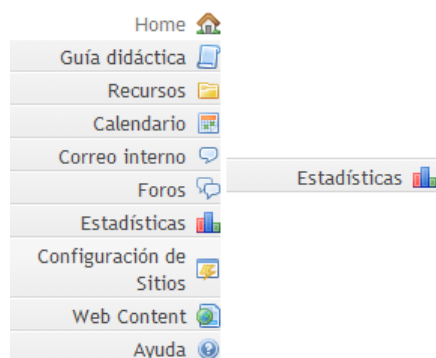 Home
Guía didáctica
Recursos
Calendario
Correo interno
Foros
Estadísticas
Configuración de
Sitios
Web Content
Ayuda
Estadísticas